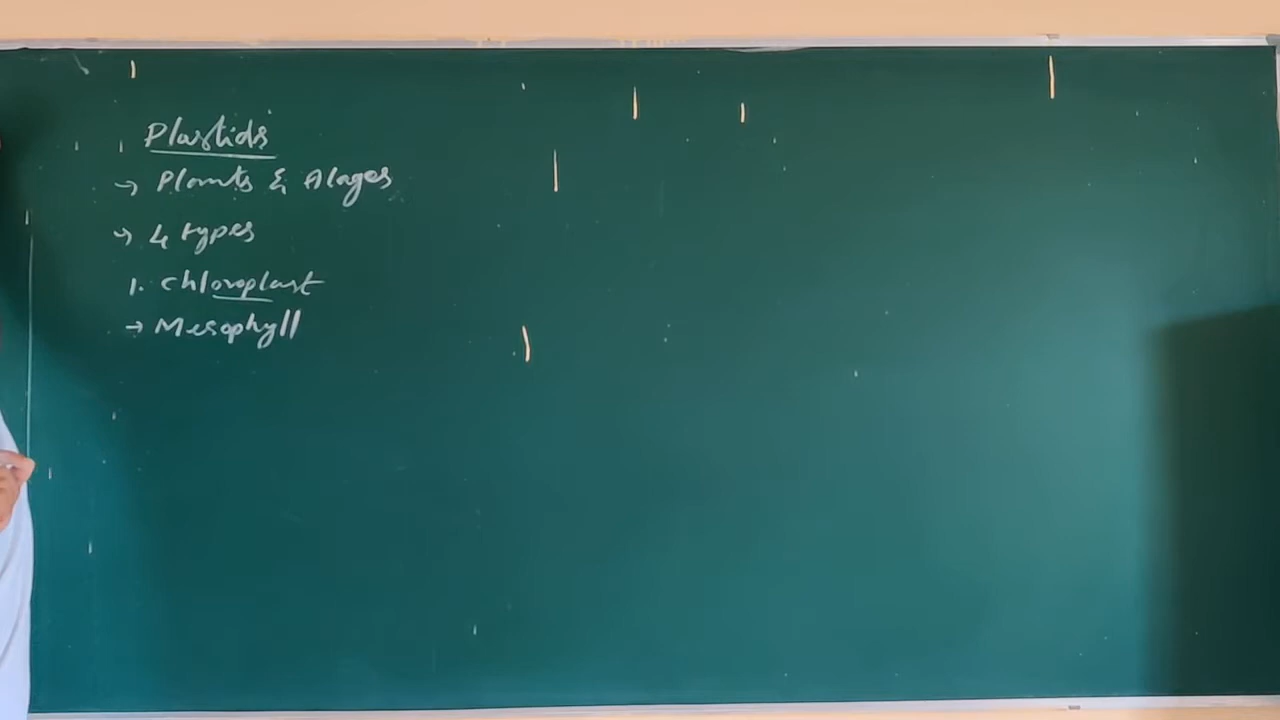 Plastids
→ Plants & Alages
→ 4 types
1. Chloroplast
→ Mesophyll